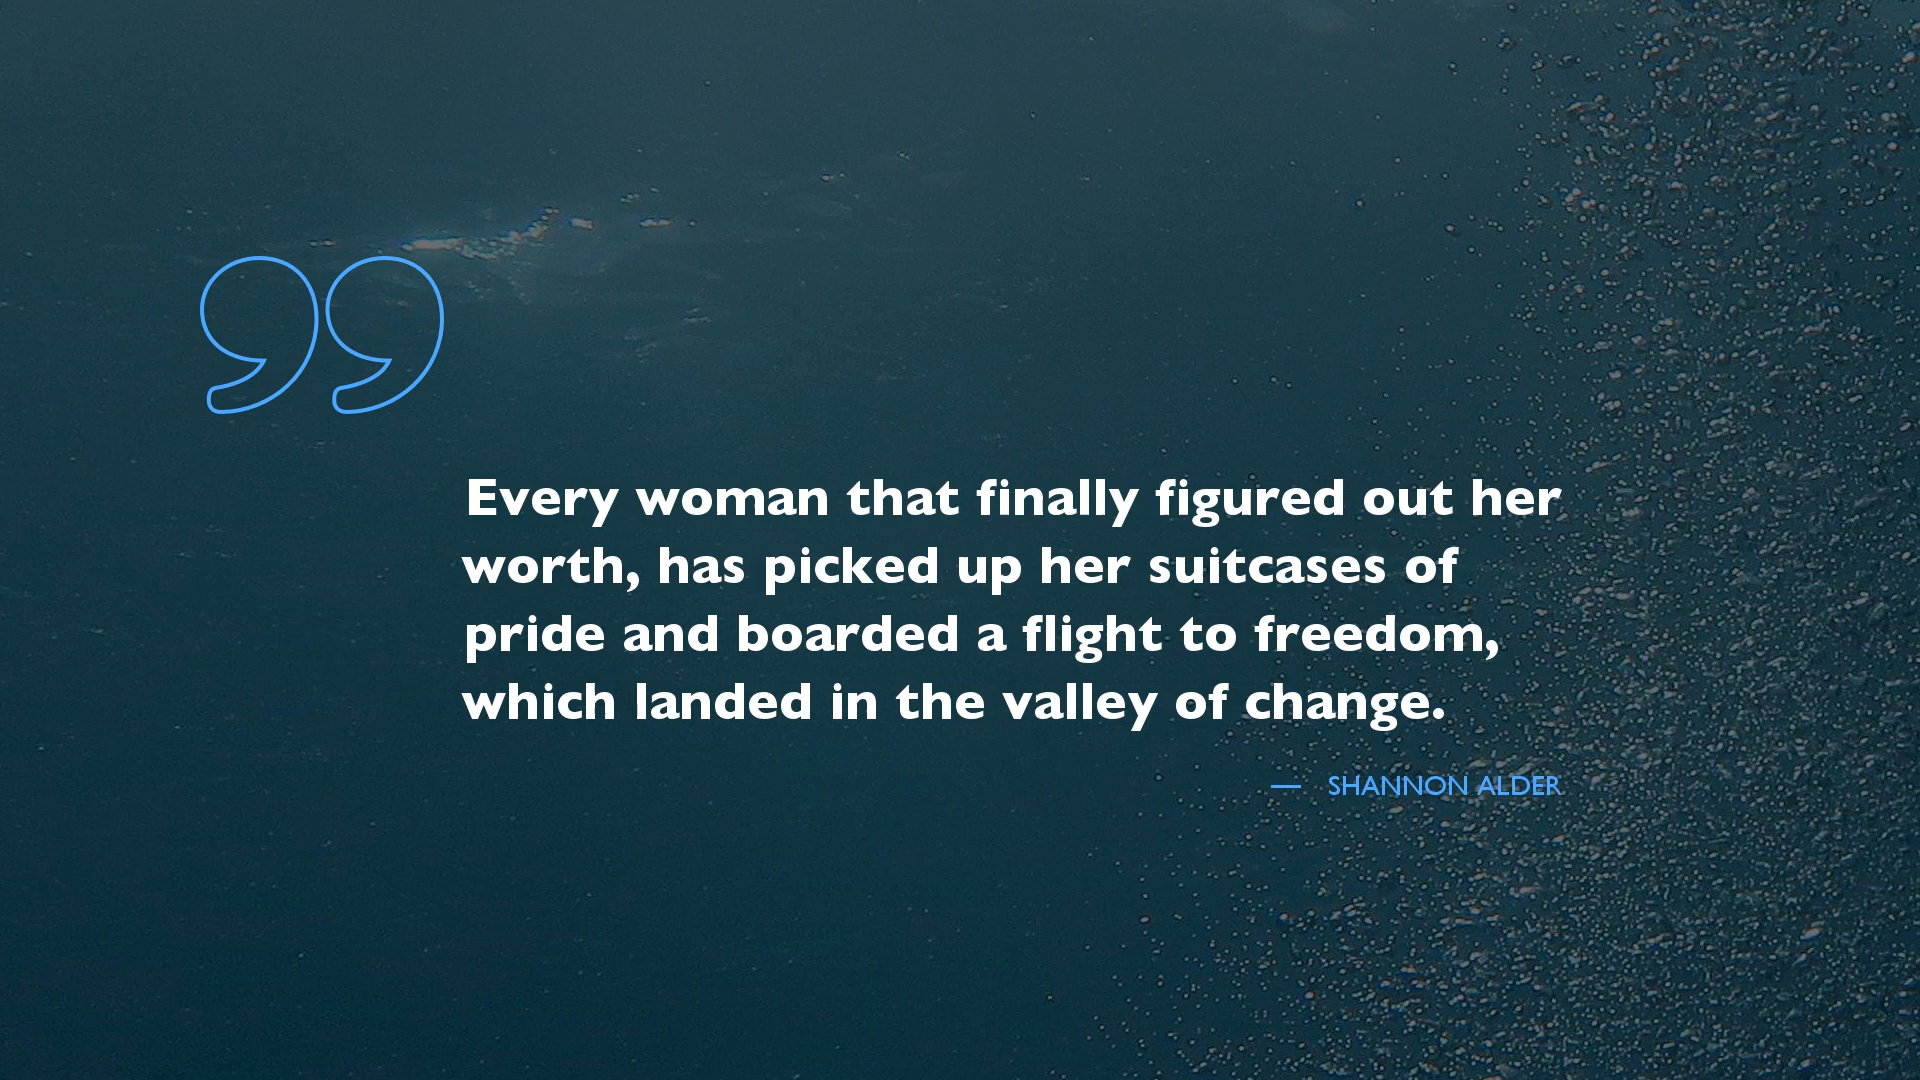 Every woman that finally figured out her
worth, has picked up her suitcases of
pride and boarded a flight to freedom,
which landed in the valley of change.
— SHANNON ALDER